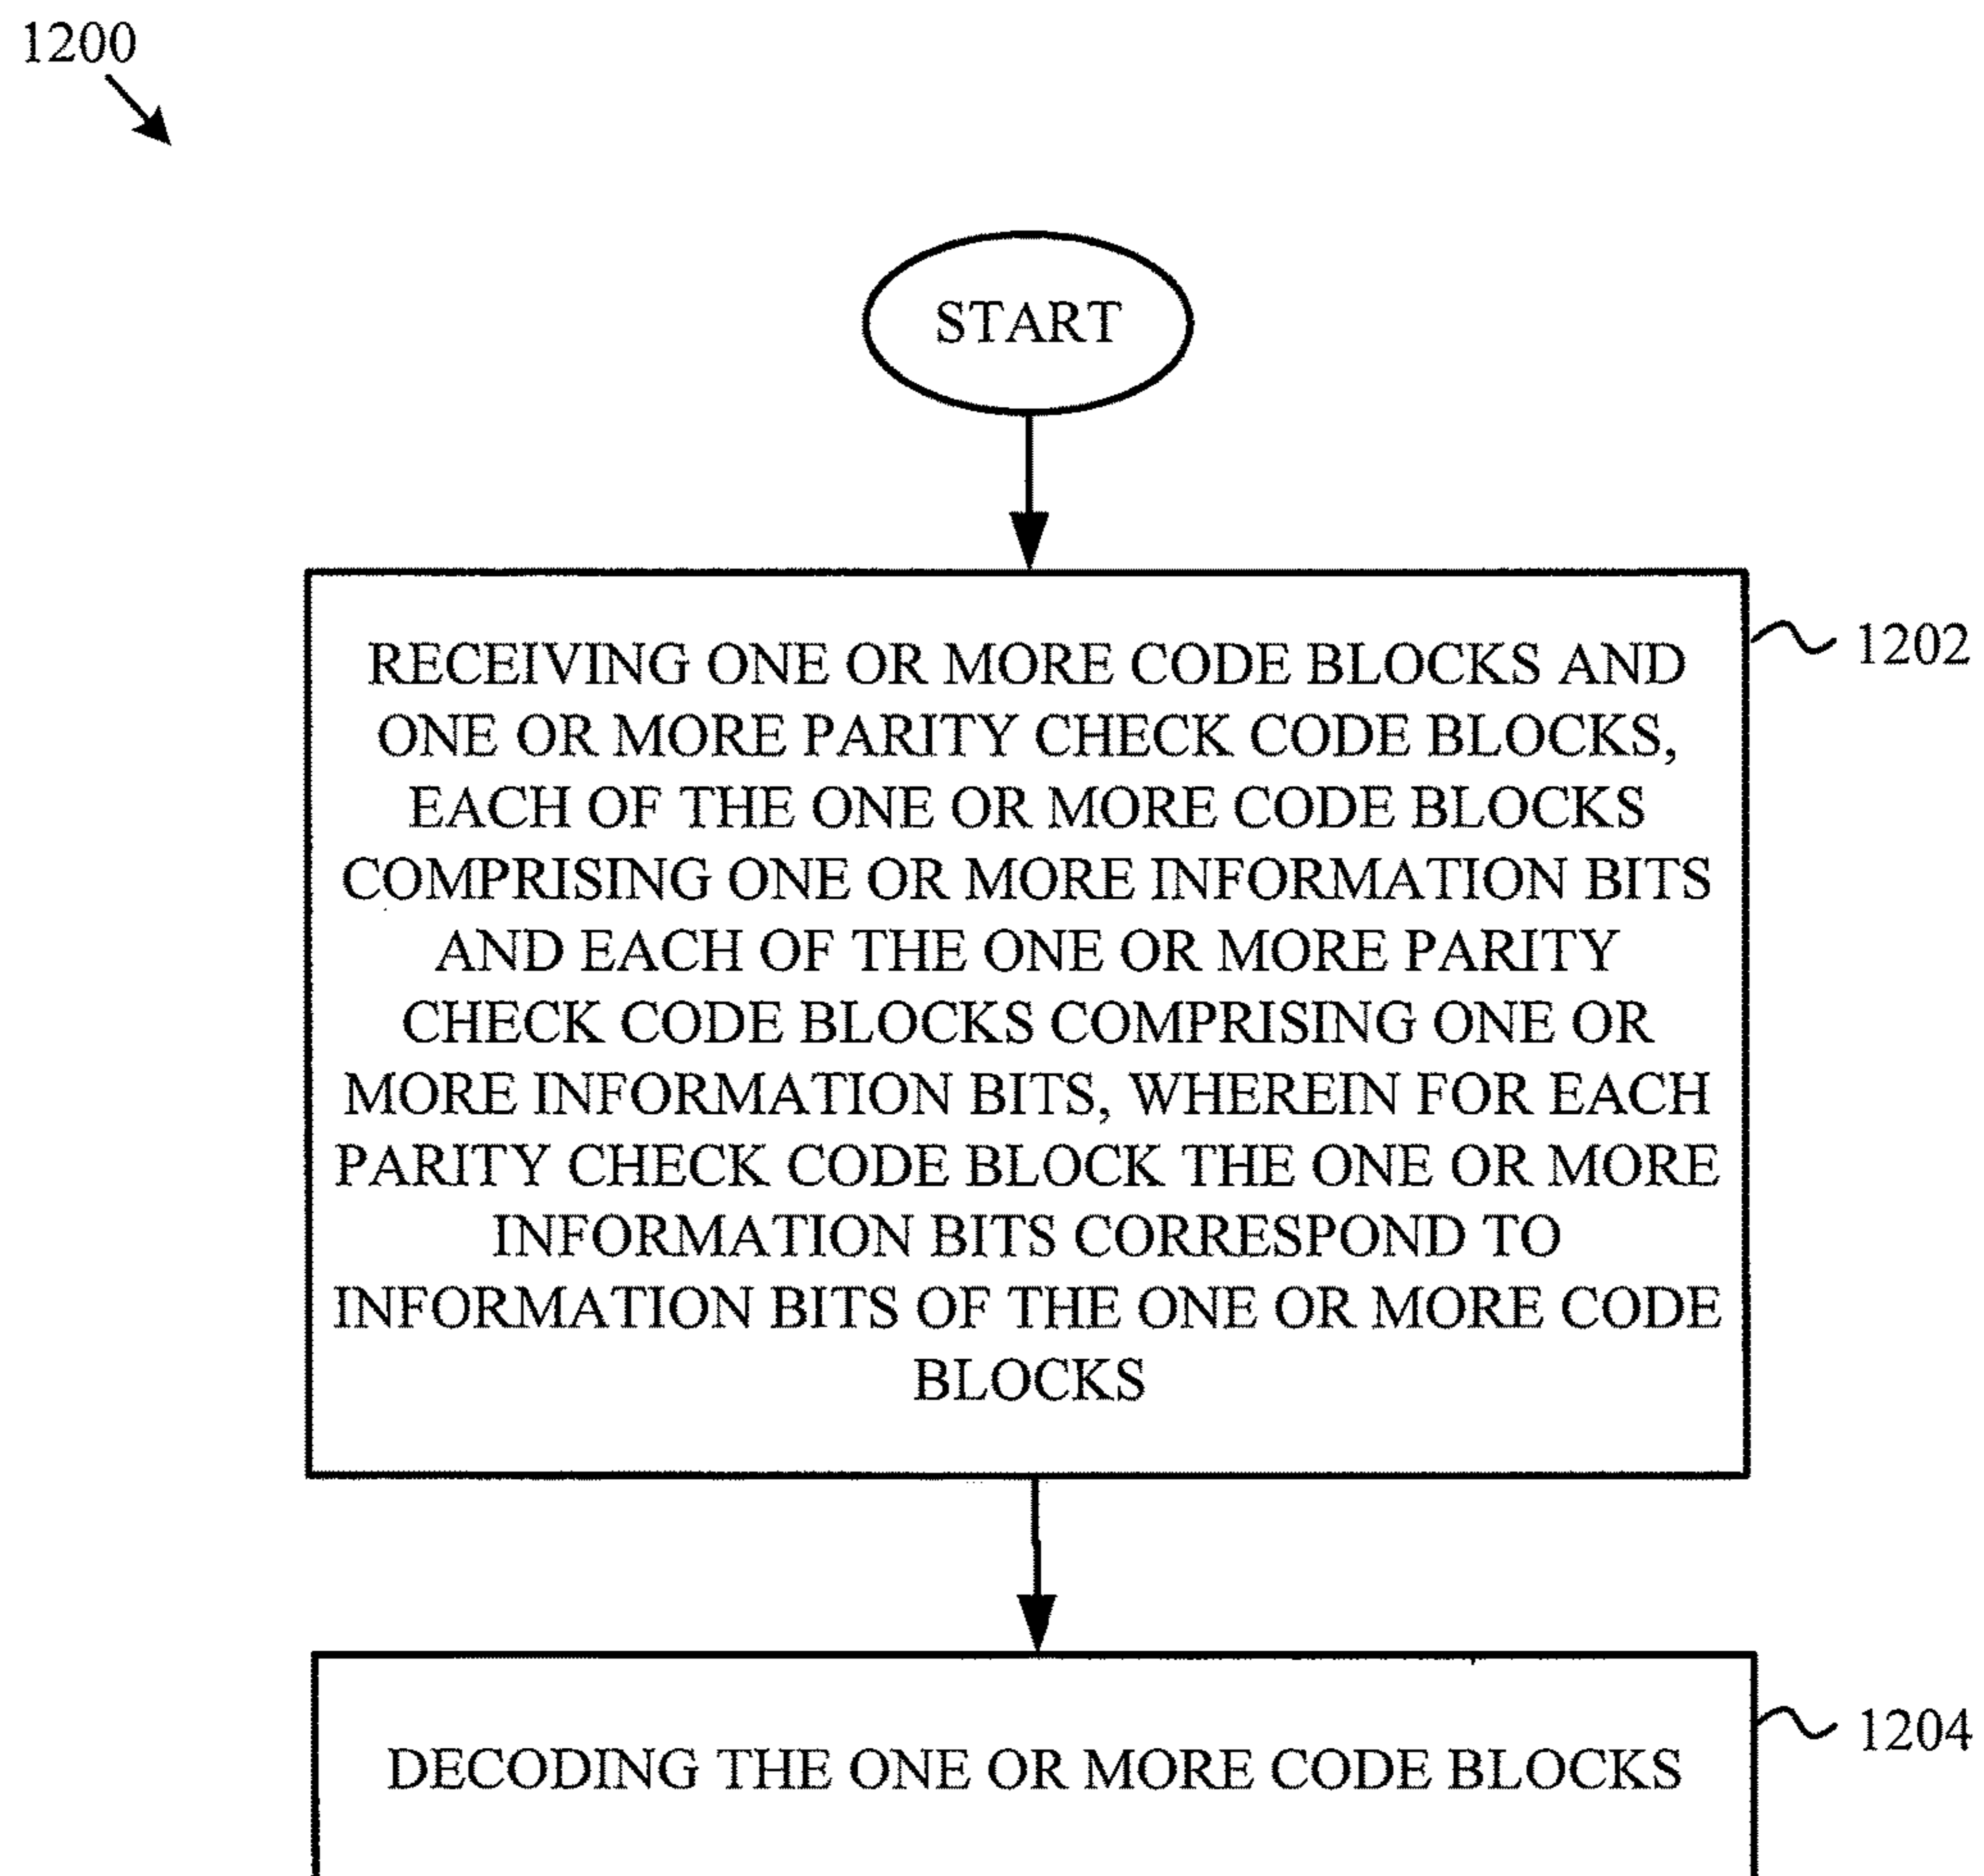 1200
START
RECEIVING ONE OR MORE CODE BLOCKS AND
ONE OR MORE PARITY CHECK CODE BLOCKS,
EACH OF THE ONE OR MORE CODE BLOCKS
COMPRISING ONE OR MORE INFORMATION BITS
AND EACH OF THE ONE OR MORE PARITY
CHECK CODE BLOCKS COMPRISING ONE OR
MORE INFORMATION BITS, WHEREIN FOR EACH
PARITY CHECK CODE BLOCK THE ONE OR MORE
INFORMATION BITS CORRESPOND TO
INFORMATION BITS OF THE ONE OR MORE CODE
BLOCKS
1202
DECODING THE ONE OR MORE CODE BLOCKS
1204